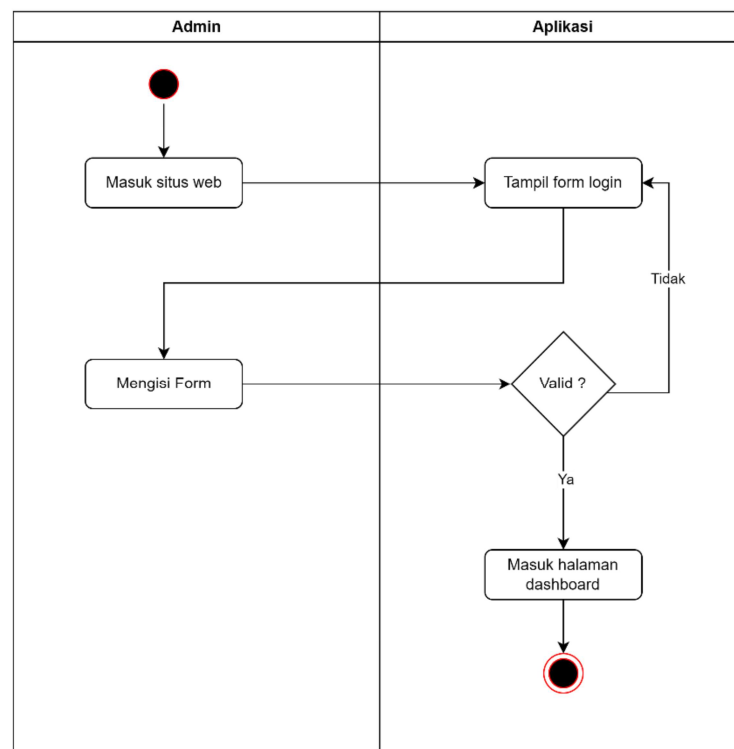 Admin
Aplikasi
Masuk situs web
Tampil form login
Tidak
Mengisi Form
Valid ?
Ya
Masuk halaman
dashboard